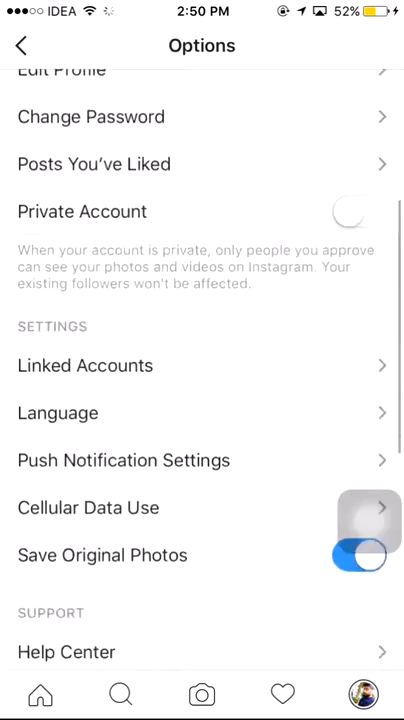 IDEA 2:50 PM 52%
Options
Edit Profile
Change Password
Posts You’ve Liked
Private Account
When your account is private, only people you approve
can see your photos and videos on Instagram. Your
existing followers won't be affected.
SETTINGS
Linked Accounts
Language
Push Notification Settings
Cellular Data Use
Save Original Photos
SUPPORT
Help Center